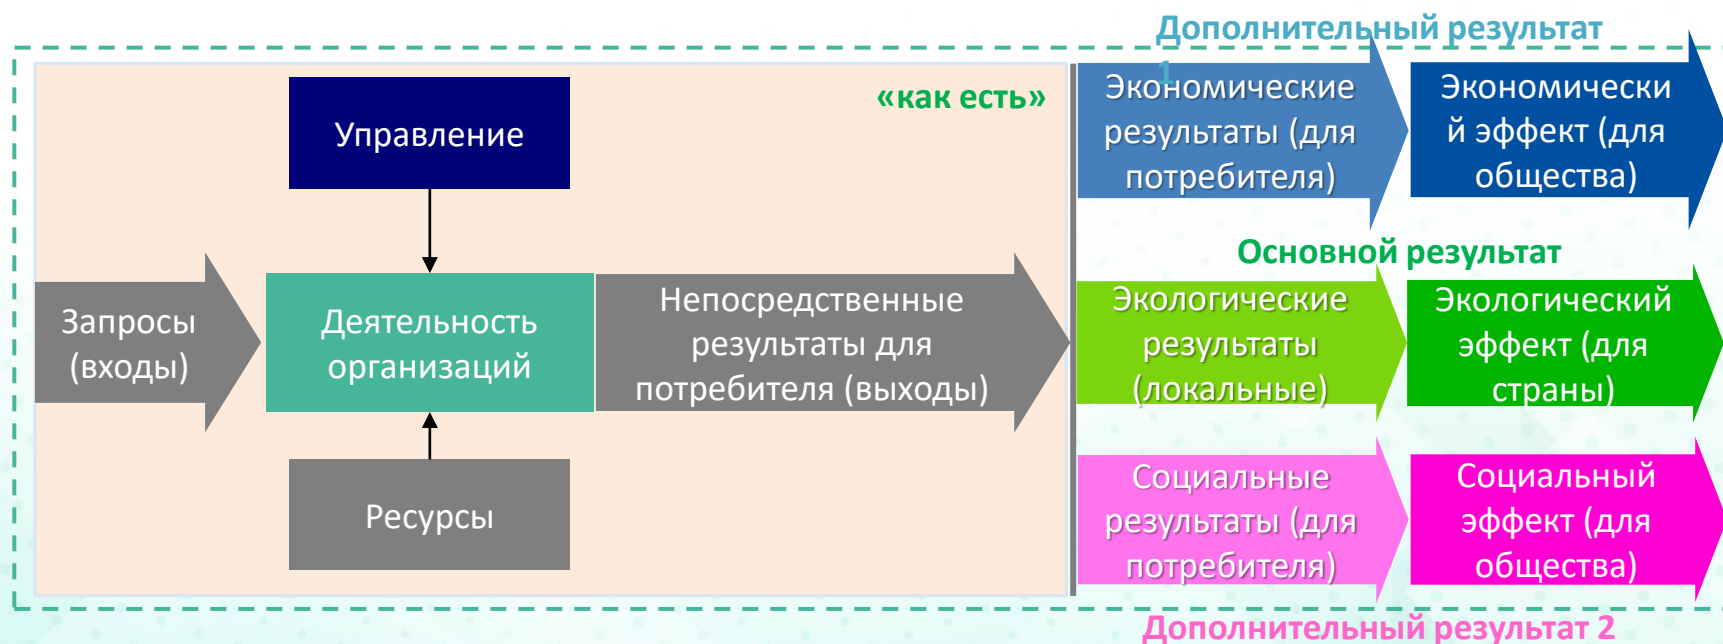 Дополнительный результат
1
«как есть»
Управление
Запросы
(входы)
Деятельность
организаций
Непосредственные
результаты для
потребителя (выходы)
Ресурсы
Экономические
результаты (для
потребителя)
Экономически
й эффект (для
общества)
Основной результат
Экологические
результаты
(локальные)
Экологический
эффект (для
страны)
Социальные
результаты (для
потребителя)
Социальный
эффект (для
общества)
Дополнительный результат 2